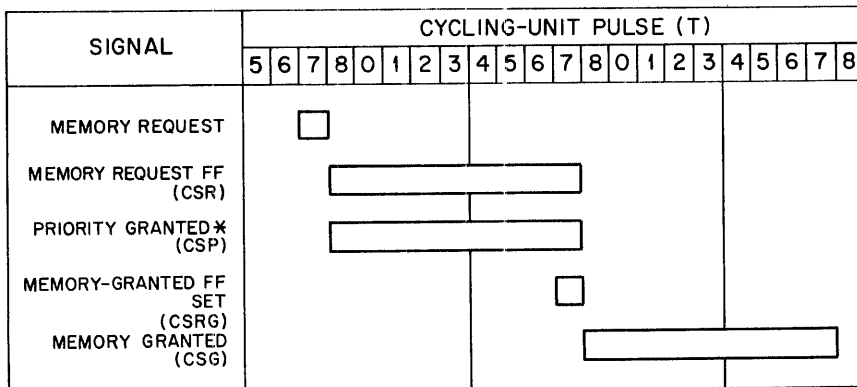 SIGNAL
CYCLING-UNIT PULSE (T)
5 6 7 8 0 1 2 3 4 5 6 7 8 0 1 2 3 4 5 6 7 8
MEMORY REQUEST
MEMORY REQUEST FF
(CSR)
PRIORITY GRANTED*
(CSP)
MEMORY-GRANTED FF
SET
(CSRG)
MEMORY GRANTED
(CSG)